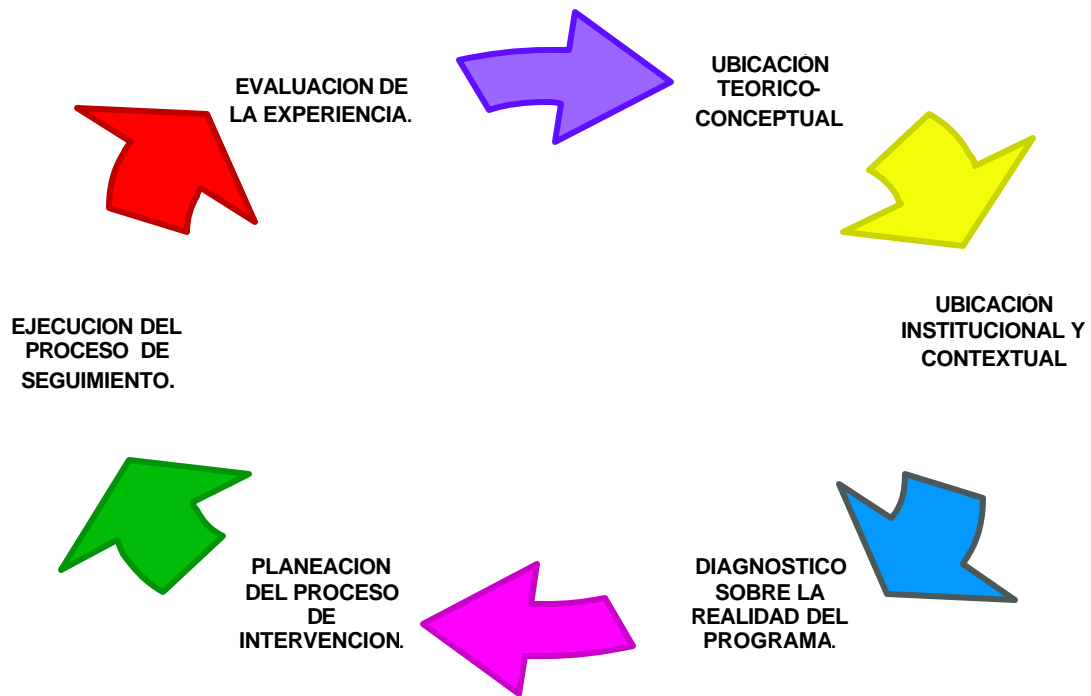 EVALUACION DE
LA EXPERIENCIA.
UBICACIÓN
TEORICO-
CONCEPTUAL
UBICACIÓN
INSTITUCIONAL Y
CONTEXTUAL
DIAGNOSTICO
SOBRE LA
REALIDAD DEL
PROGRAMA.
PLANEACION
DEL PROCESO
DE
INTERVENCION.
EJECUCION DEL
PROCESO DE
SEGUIMIENTO.